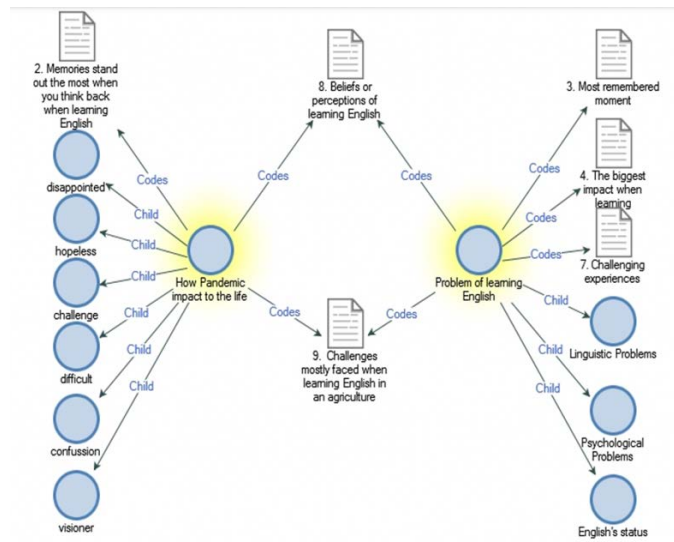 2. Memories stand
out the most when
you think back
when learning
English
8. Beliefs or
perceptions of
learning English
3. Most remembered
moment
4. The biggest
impact when
learning
7. Challenging
experiences
Codes
Codes
Codes
Codes
Codes
Codes
Child
Child
Child
Child
Child
Child
disappointed
hopeless
challenge
difficult
confussion
visioner
How Pandemic
impact to the life
Problem of learning
English
Codes
Codes
9. Challenges
mostly faced when
learning English in
an agriculture
Child
Child
Child
Linguistic Problems
Psychological
Problems
English's status